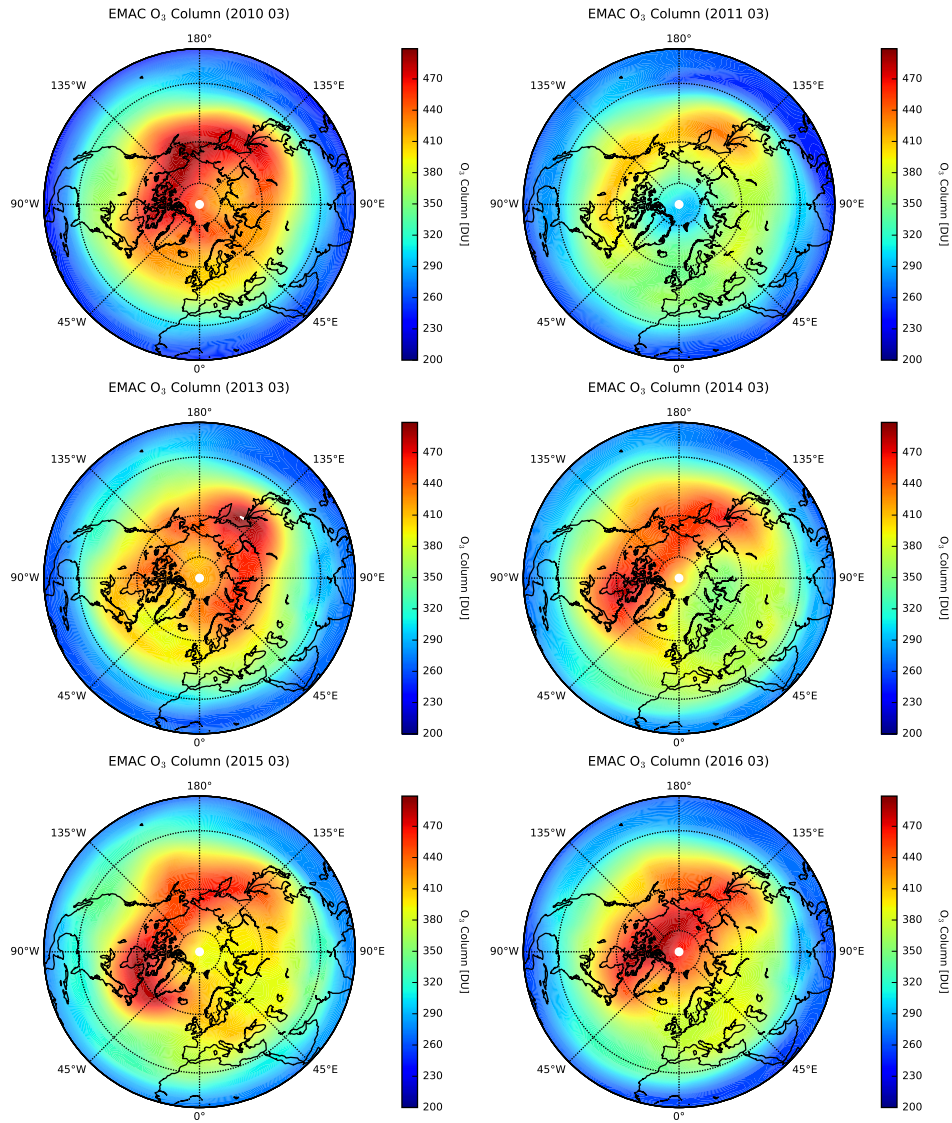 EMAC O₃ Column (2010 03)
180°
135°W
135°E
90°W
90°E
45°W
45°E
0°
470
440
410
380
350
320
290
260
230
200
O₃ Column [DU]
EMAC O₃ Column (2011 03)
180°
135°W
135°E
90°W
90°E
45°W
45°E
0°
470
440
410
380
350
320
290
260
230
200
O₃ Column [DU]
EMAC O₃ Column (2013 03)
180°
135°W
135°E
90°W
90°E
45°W
45°E
0°
470
440
410
380
350
320
290
260
230
200
O₃ Column [DU]
EMAC O₃ Column (2014 03)
180°
135°W
135°E
90°W
90°E
45°W
45°E
0°
470
440
410
380
350
320
290
260
230
200
O₃ Column [DU]
EMAC O₃ Column (2015 03)
180°
135°W
135°E
90°W
90°E
45°W
45°E
0°
470
440
410
380
350
320
290
260
230
200
O₃ Column [DU]
EMAC O₃ Column (2016 03)
180°
135°W
135°E
90°W
90°E
45°W
45°E
0°
470
440
410
380
350
320
290
260
230
200
O₃ Column [DU]